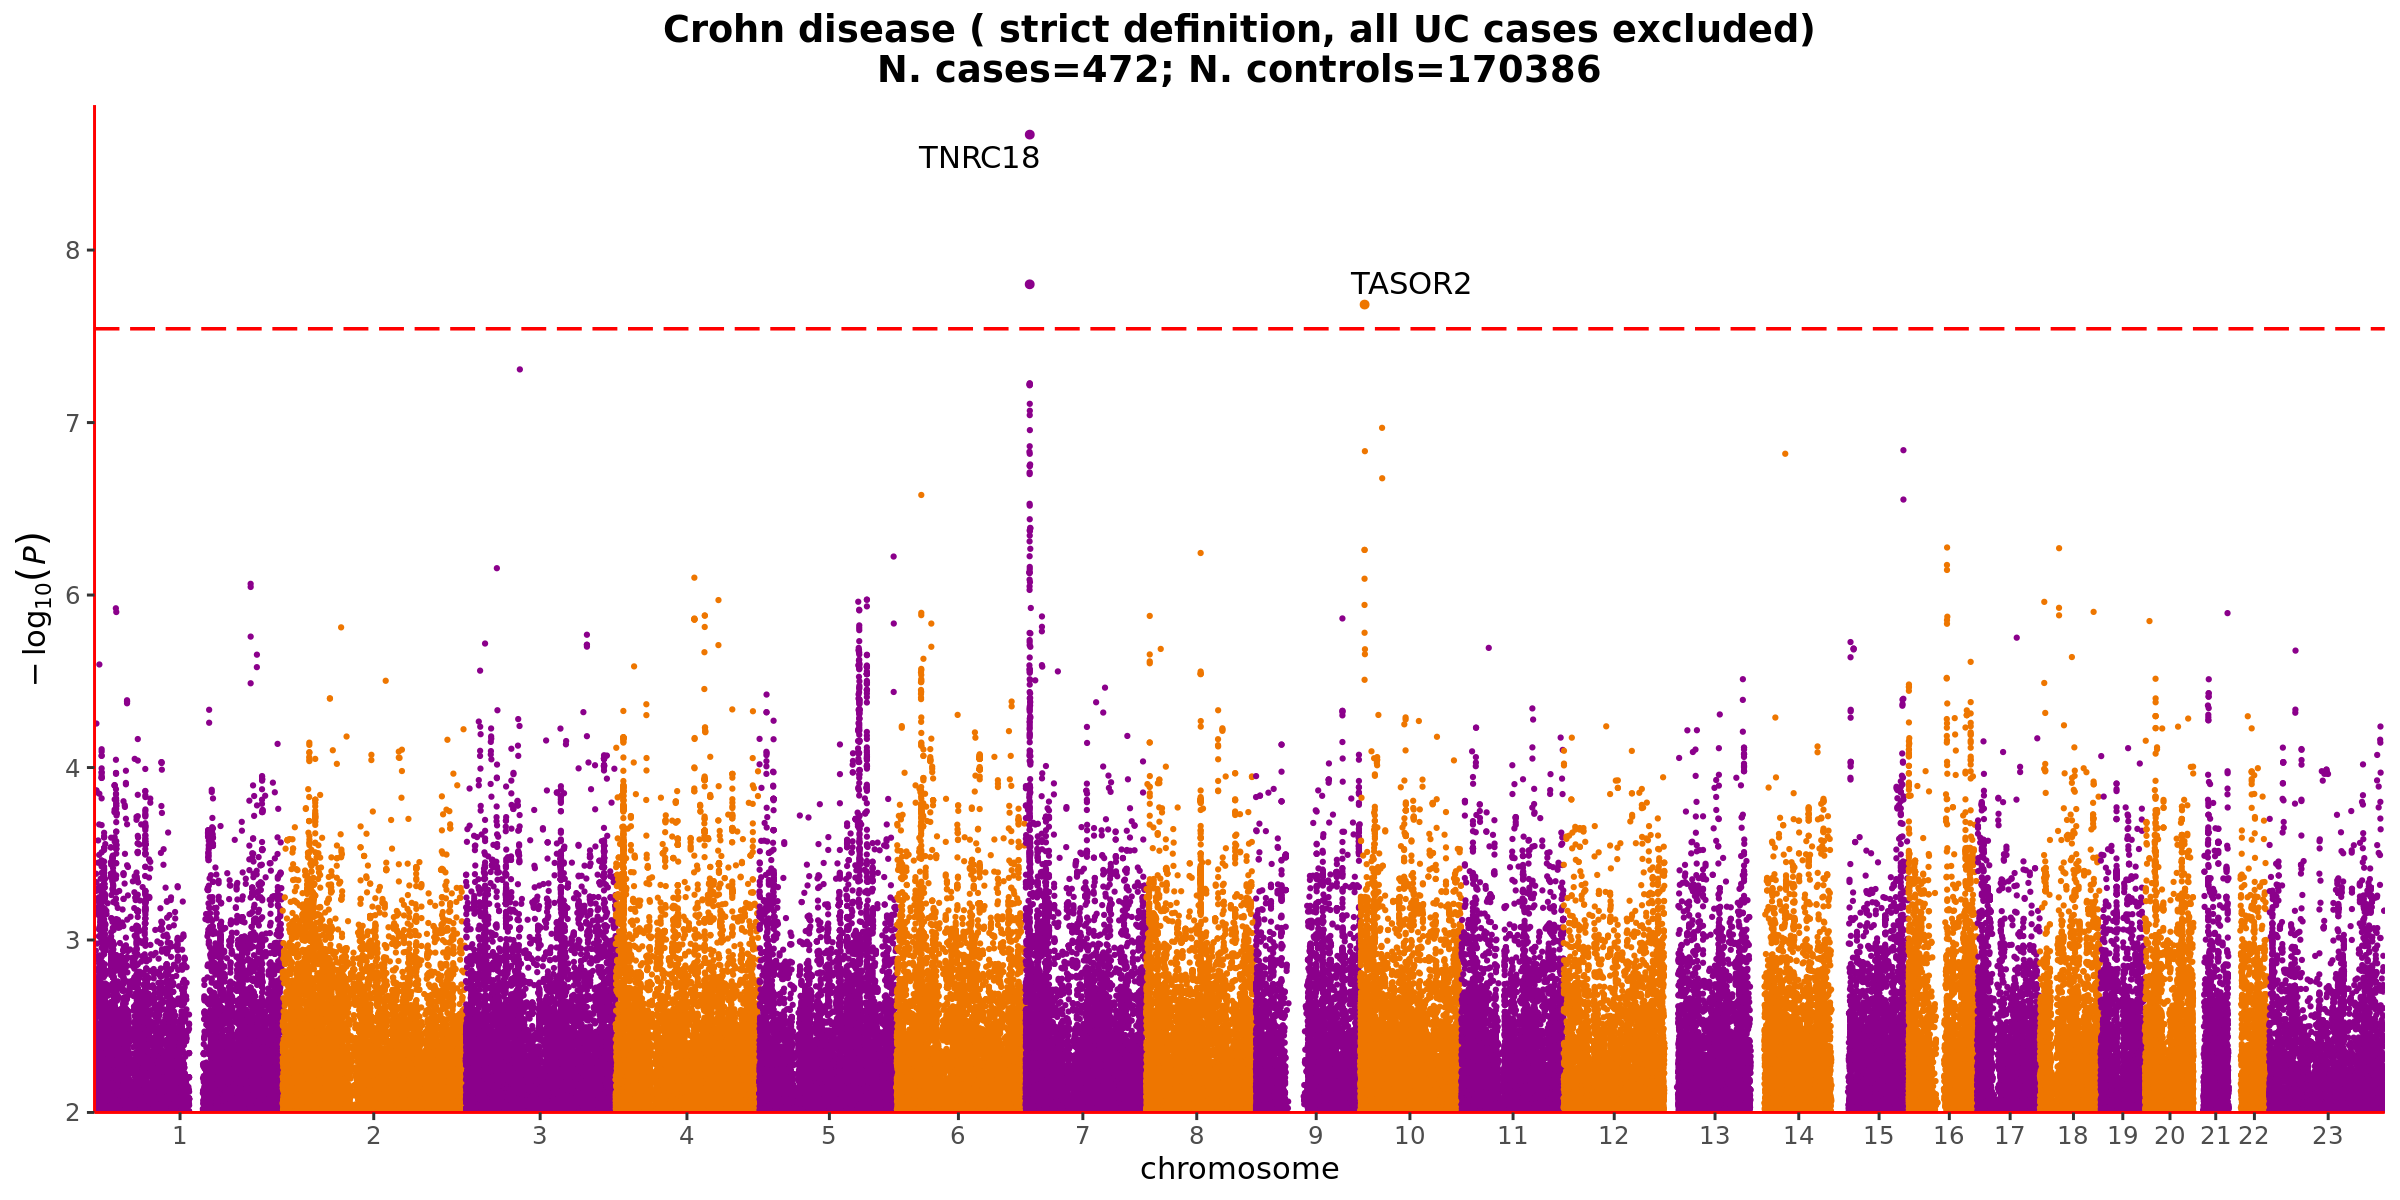 Crohn disease ( strict definition, all UC cases excluded)
N. cases=472; N. controls=170386
TNRC18
8
TASOR2
7
− log₁₀(P)
6
4
3
2
1 2 3 4 5 6 7 8 9 10 11 12 13 14 15 16 17 18 19 20 21 22 23
chromosome